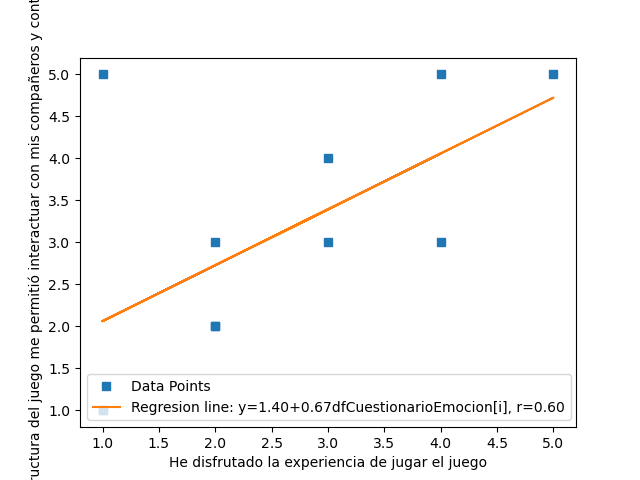 ructura del juego me permitió interactuar con mis compañeros y con
5.0
4.5
4.0
3.5
3.0
2.5
2.0
1.5
1.0
Data Points
Regresion line: y=1.40+0.67dfCuestionarioEmocion[i], r=0.60
1.0 1.5 2.0 2.5 3.0 3.5 4.0 4.5 5.0
He disfrutado la experiencia de jugar el juego